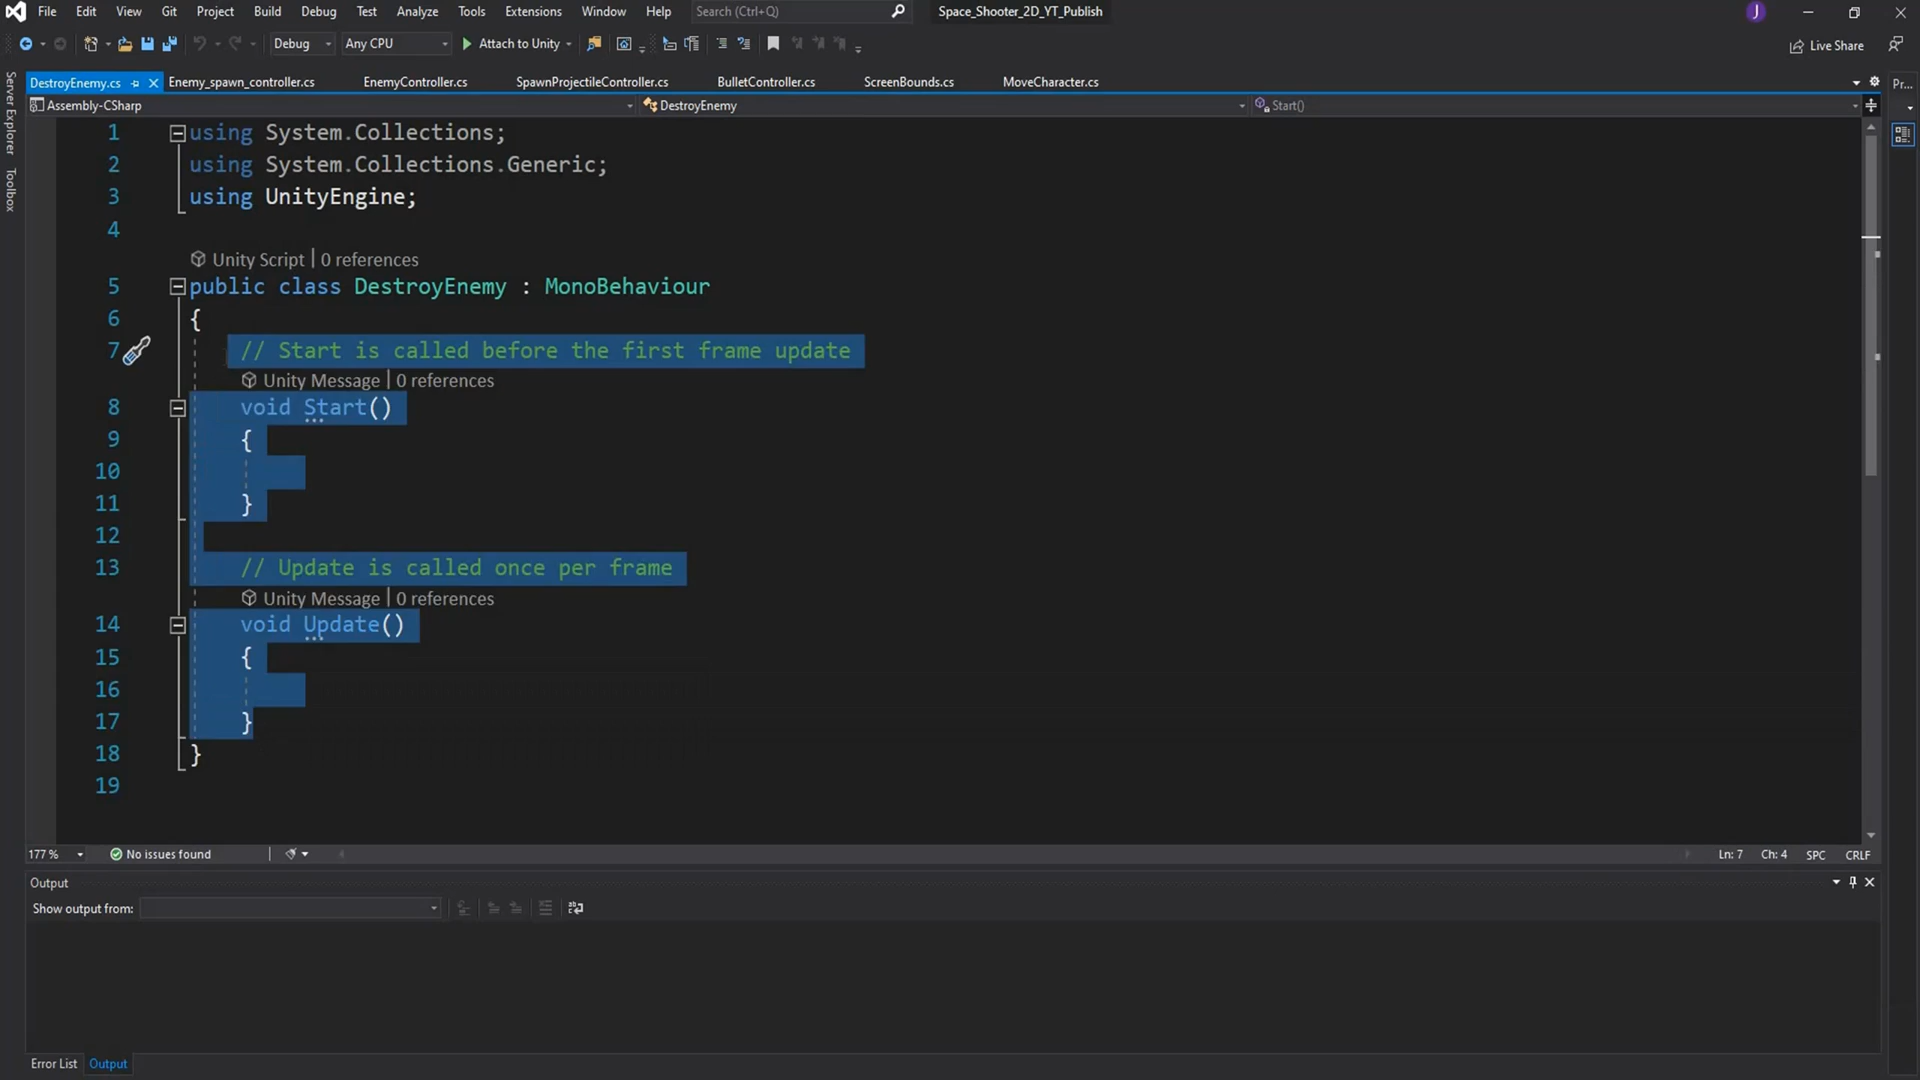 File Edit View Git Project Build Debug Test Analyze Tools Extensions Window Help Search (Ctrl+Q) Space_Shooter_2D_YT_Publish J
Debug Any CPU Attach to Unity Live Share
DestroyEnemy.cs Enemy_spawn_controller.cs EnemyController.cs SpawnProjectileController.cs BulletController.cs ScreenBounds.cs MoveCharacter.cs Pr...
Assembly-CSharp DestroyEnemy Start()
Server Explorer
Toolbox
1 using System.Collections;
2 using System.Collections.Generic;
3 using UnityEngine;
4
Unity Script | 0 references
5 public class DestroyEnemy : MonoBehaviour
6 {
7 // Start is called before the first frame update
Unity Message | 0 references
8 void Start()
9 {
10
11 }
12
13 // Update is called once per frame
Unity Message | 0 references
14 void Update()
15 {
16
17 }
18 }
19
177 % No issues found Ln: 7 Ch: 4 SPC CRLF
Output
Show output from:
Error List Output